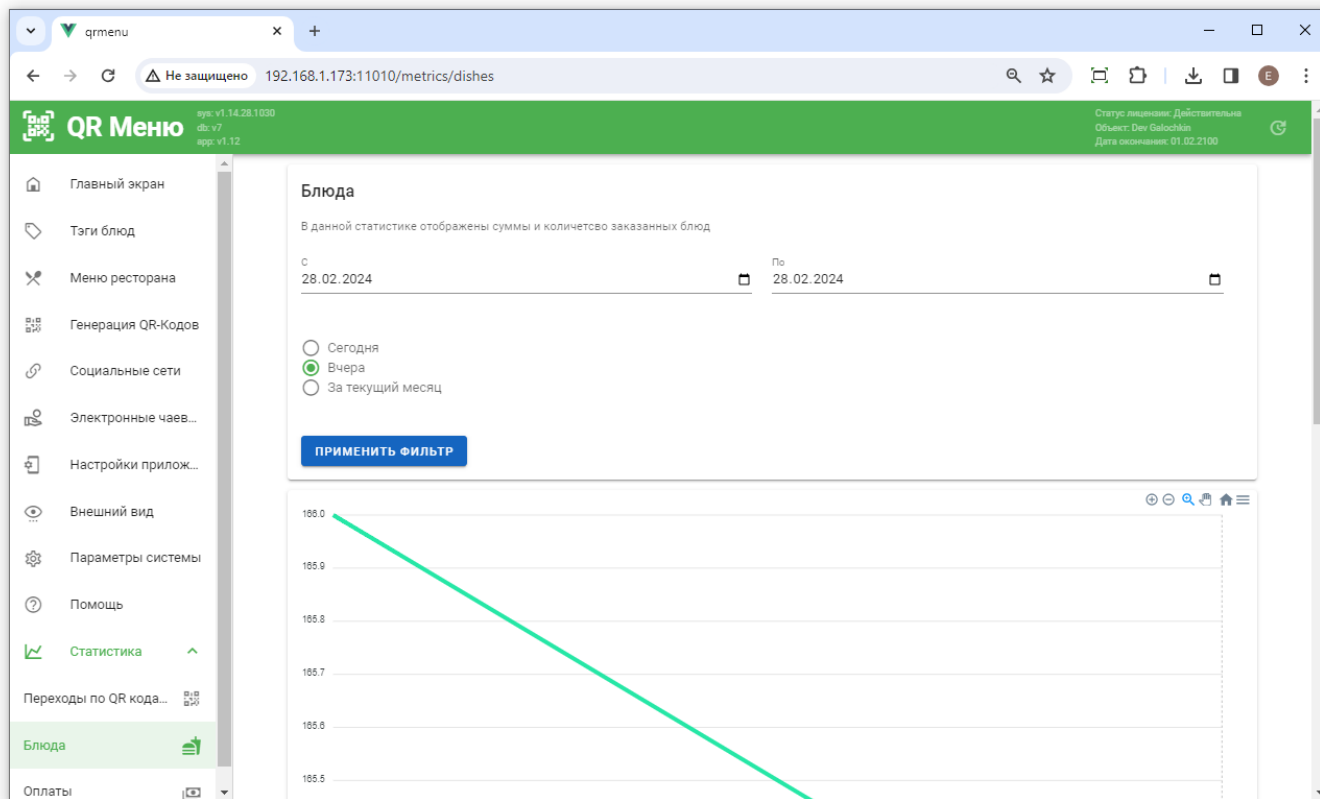 qrmenu
Не защищено 192.168.1.173:11010/metrics/dishes
E
QR Меню
sys: v1.14.28.1030
db: v7
app: v1.12
Статус лицензии: Действительна
Объект: Dev Galochkin
Дата окончания: 01.02.2100
Главный экран
Тэги блюд
Меню ресторана
Генерация QR-Кодов
Социальные сети
Электронные чаев...
Настройки прилож...
Внешний вид
Параметры системы
Помощь
Статистика
Переходы по QR кода...
Блюда
Оплаты
Блюда
В данной статистике отображены суммы и количетсво заказанных блюд
С
28.02.2024
По
28.02.2024
Сегодня
Вчера
За текущий месяц
ПРИМЕНИТЬ ФИЛЬТР
166.0
165.9
165.8
165.7
165.6
165.5